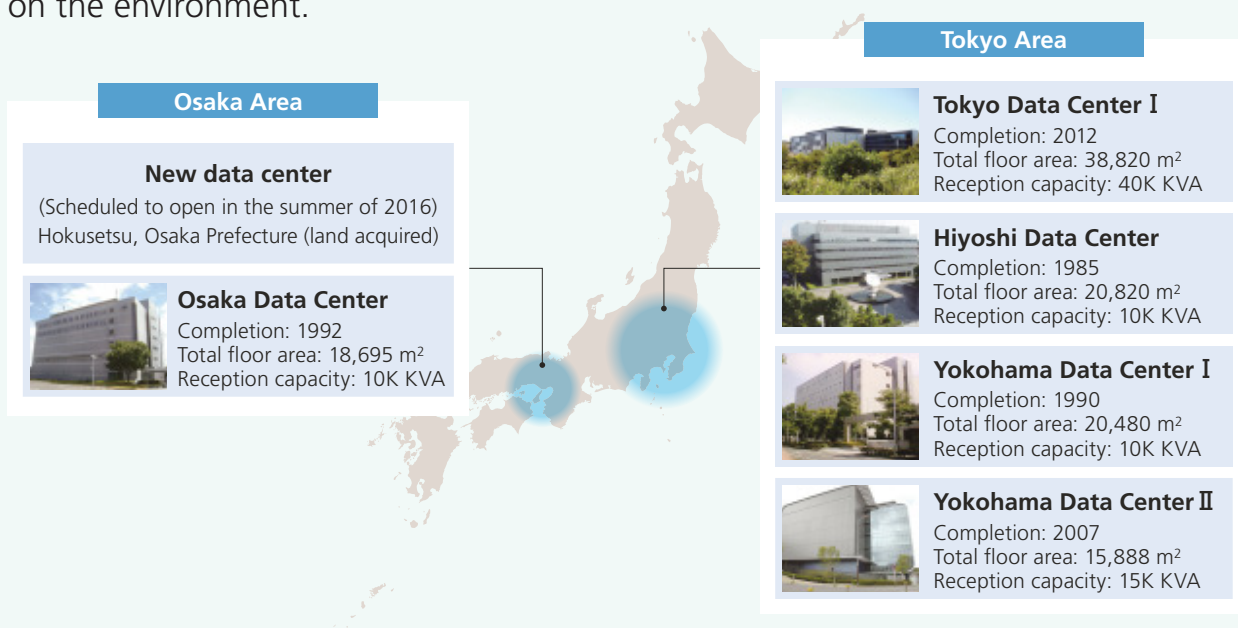 on the environment.
Osaka Area
New data center
(Scheduled to open in the summer of 2016)
Hokusetsu, Osaka Prefecture (land acquired)
Osaka Data Center
Completion: 1992
Total floor area: 18,695 m²
Reception capacity: 10K KVA
Tokyo Area
Tokyo Data Center Ⅰ
Completion: 2012
Total floor area: 38,820 m²
Reception capacity: 40K KVA
Hiyoshi Data Center
Completion: 1985
Total floor area: 20,820 m²
Reception capacity: 10K KVA
Yokohama Data Center Ⅰ
Completion: 1990
Total floor area: 20,480 m²
Reception capacity: 10K KVA
Yokohama Data Center Ⅱ
Completion: 2007
Total floor area: 15,888 m²
Reception capacity: 15K KVA